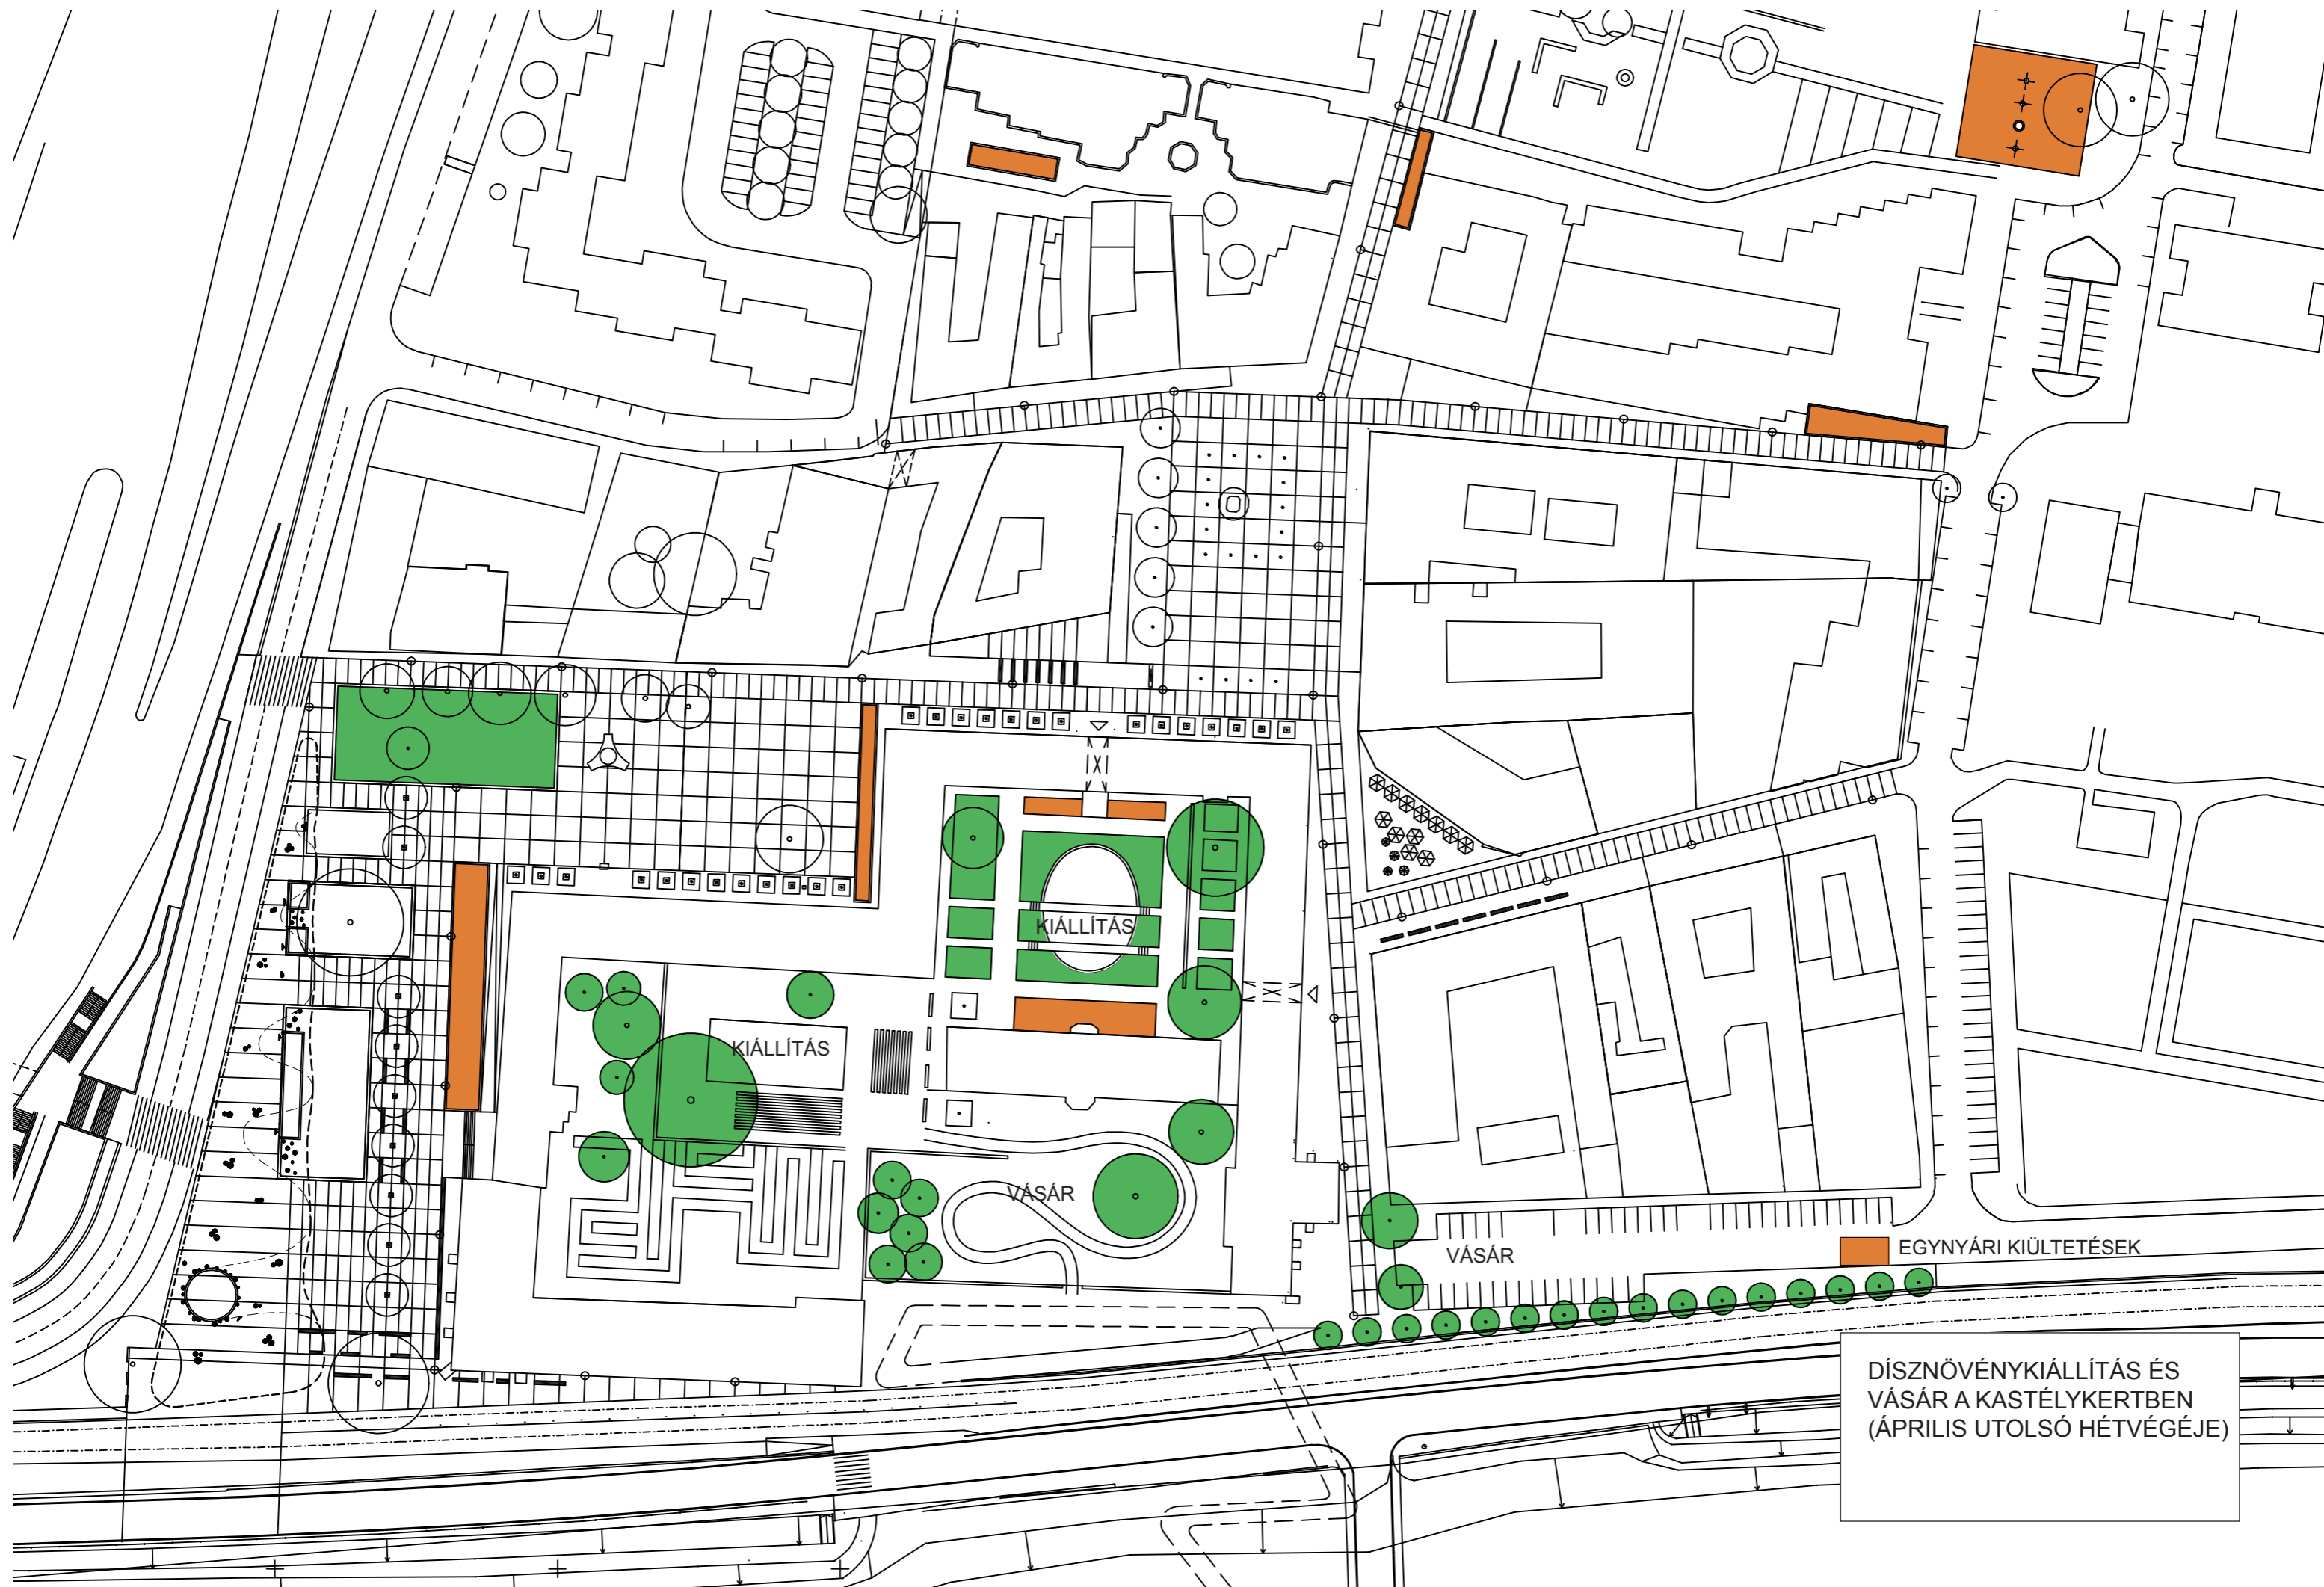 KIÁLLÍTÁS
KIÁLLÍTÁS
VÁSÁR
VÁSÁR
EGYNYÁRI KIÜLTETÉSEK
DÍSZNÖVÉNYKIÁLLÍTÁS ÉS
VÁSÁR A KASTÉLYKERTBEN
(ÁPRILIS UTOLSÓ HÉTVÉGÉJE)